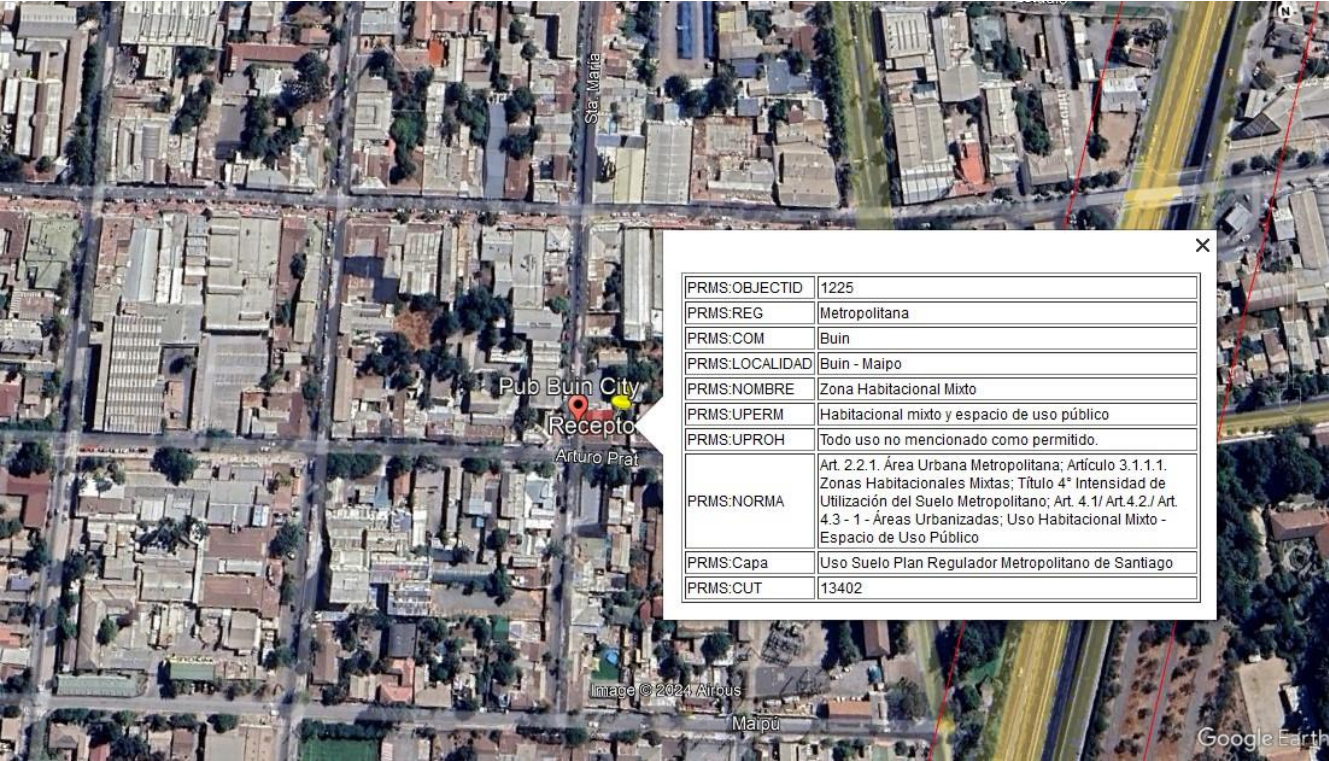 Sta. María
N
PRMS:OBJECTID 1225
PRMS:REG Metropolitana
PRMS:COM Buin
PRMS:LOCALIDAD Buin - Maipo
PRMS:NOMBRE Zona Habitacional Mixto
PRMS:UPERM Habitacional mixto y espacio de uso público
PRMS:UPROH Todo uso no mencionado como permitido.
PRMS:NORMA Art. 2.2.1. Área Urbana Metropolitana; Artículo 3.1.1.1.
Zonas Habitacionales Mixtas; Título 4° Intensidad de
Utilización del Suelo Metropolitano; Art. 4.1/ Art.4.2./ Art.
4.3 - 1 - Áreas Urbanizadas; Uso Habitacional Mixto -
Espacio de Uso Público
PRMS:Capa Uso Suelo Plan Regulador Metropolitano de Santiago
PRMS:CUT 13402
Pub Buin City
Recepto
Arturo Prat
Image © 2024 Airbus
Maipú
Google Earth